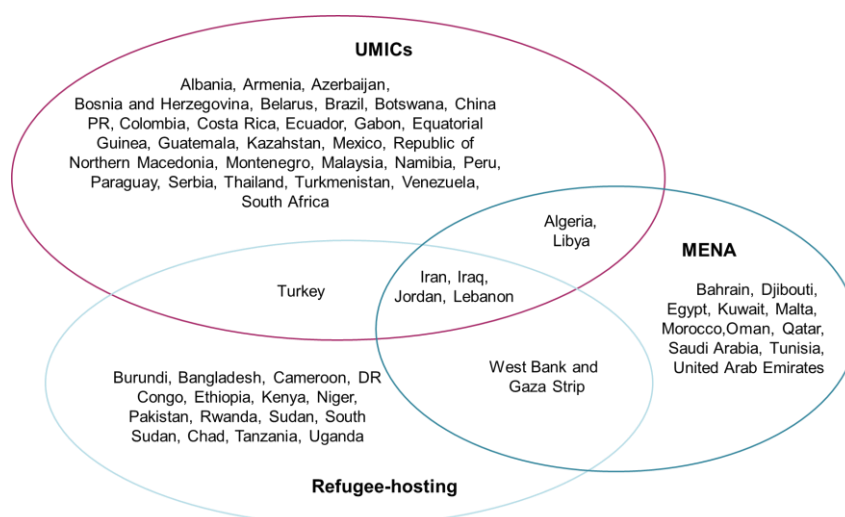 UMICs
Albania, Armenia, Azerbaijan,
Bosnia and Herzegovina, Belarus, Brazil, Botswana, China
PR, Colombia, Costa Rica, Ecuador, Gabon, Equatorial
Guinea, Guatemala, Kazahstan, Mexico, Republic of
Northern Macedonia, Montenegro, Malaysia, Namibia, Peru,
Paraguay, Serbia, Thailand, Turkmenistan, Venezuela,
South Africa
Algeria,
Libya
MENA
Bahrain, Djibouti,
Egypt, Kuwait, Malta,
Morocco,Oman, Qatar,
Saudi Arabia, Tunisia,
United Arab Emirates
Turkey
Iran, Iraq,
Jordan, Lebanon
West Bank and
Gaza Strip
Burundi, Bangladesh, Cameroon, DR
Congo, Ethiopia, Kenya, Niger,
Pakistan, Rwanda, Sudan, South
Sudan, Chad, Tanzania, Uganda
Refugee-hosting